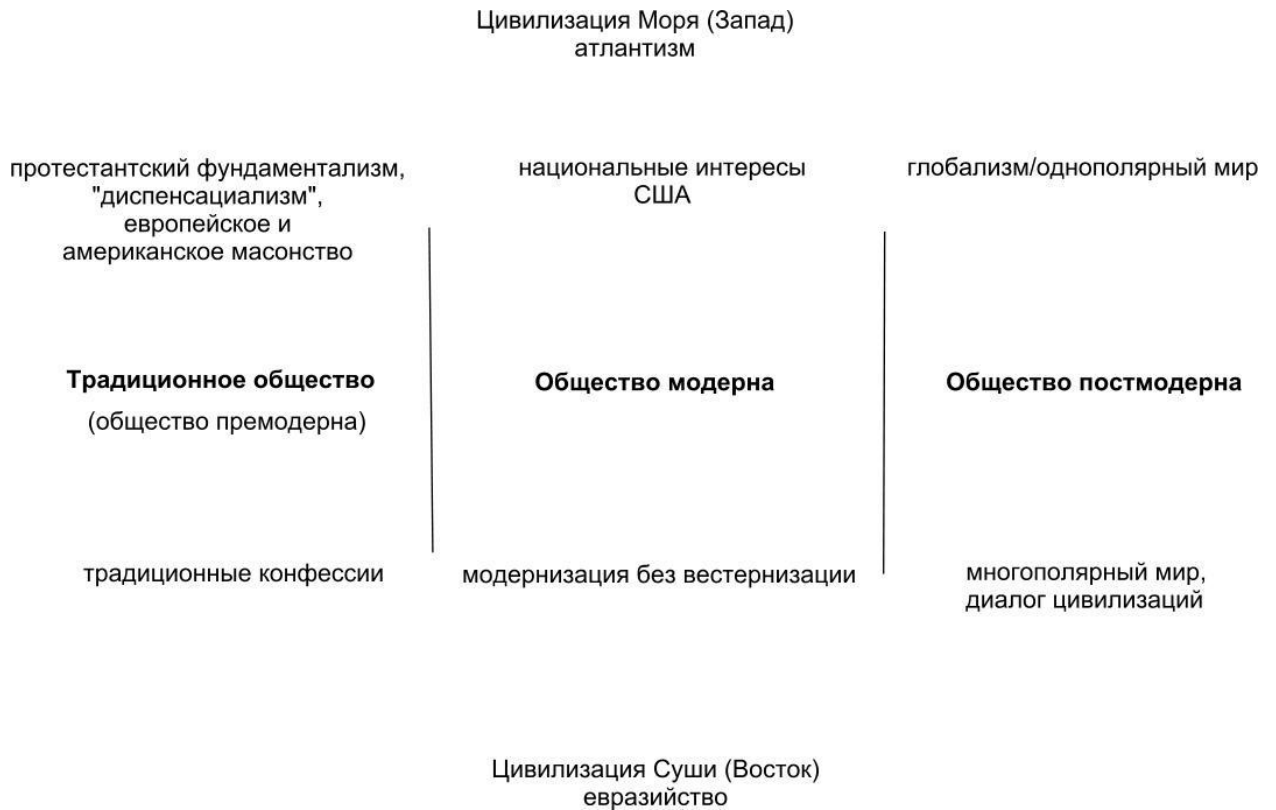 Цивилизация Моря (Запад)
атлантизм
протестантский фундаментализм,
"диспенсациализм",
европейское и
американское масонство
национальные интересы
США
глобализм/однополярный мир
Традиционное общество
(общество премодерна)
Общество модерна
Общество постмодерна
традиционные конфессии
модернизация без вестернизации
многополярный мир,
диалог цивилизаций
Цивилизация Суши (Восток)
евразийство